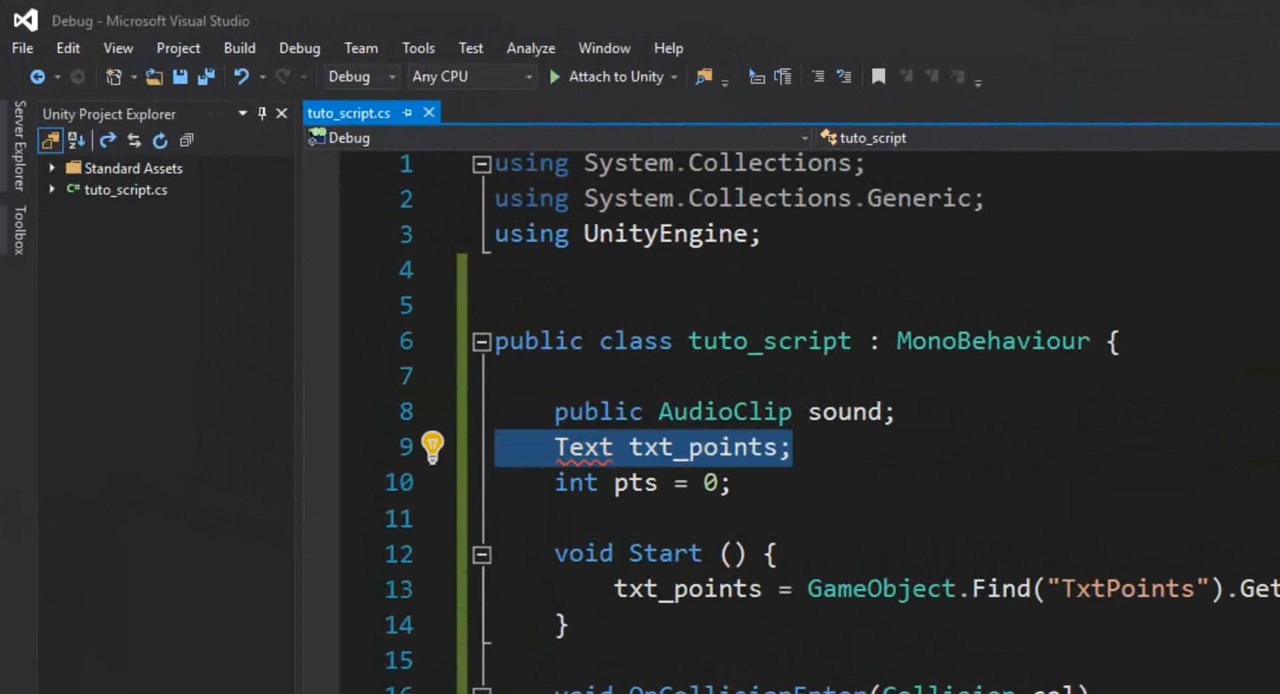 Debug - Microsoft Visual Studio
File Edit View Project Build Debug Team Tools Test Analyze Window Help
Debug Any CPU Attach to Unity
Server Explorer
Toolbox
Unity Project Explorer
Standard Assets
tuto_script.cs
tuto_script.cs
Debug tuto_script
1 using System.Collections;
2 using System.Collections.Generic;
3 using UnityEngine;
4
5
6 public class tuto_script : MonoBehaviour {
7
8 public AudioClip sound;
9 Text txt_points;
10 int pts = 0;
11
12 void Start () {
13 txt_points = GameObject.Find("TxtPoints").Get
14 }
15
16 void OnCollisionEnter(Collision col)